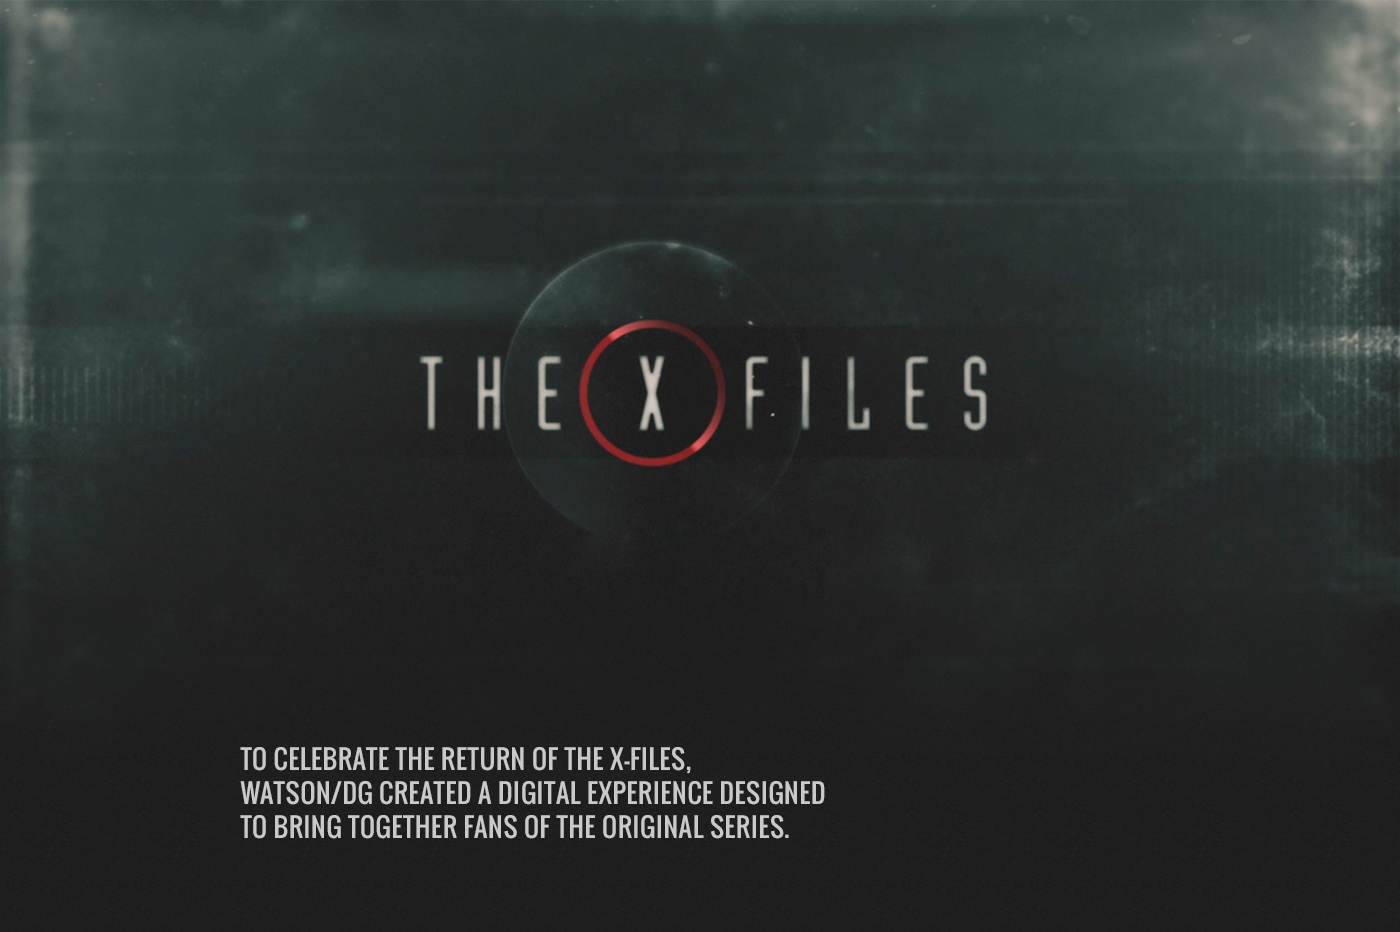 THE X FILES
TO CELEBRATE THE RETURN OF THE X-FILES,
WATSON/DG CREATED A DIGITAL EXPERIENCE DESIGNED
TO BRING TOGETHER FANS OF THE ORIGINAL SERIES.